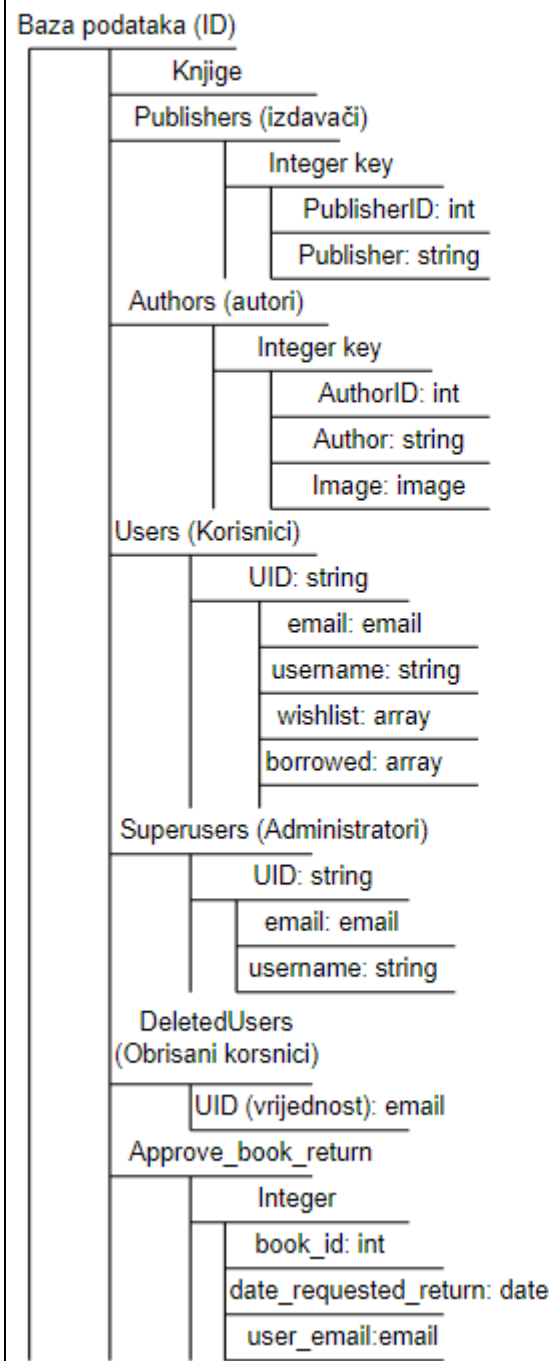 Baza podataka (ID)
Knjige
Publishers (izdavači)
Integer key
PublisherID: int
Publisher: string
Authors (autori)
Integer key
AuthorID: int
Author: string
Image: image
Users (Korisnici)
UID: string
email: email
username: string
wishlist: array
borrowed: array
Superusers (Administratori)
UID: string
email: email
username: string
DeletedUsers
(Obrisani korsnici)
UID (vrijednost): email
Approve_book_return
Integer
book_id: int
date_requested_return: date
user_email:email